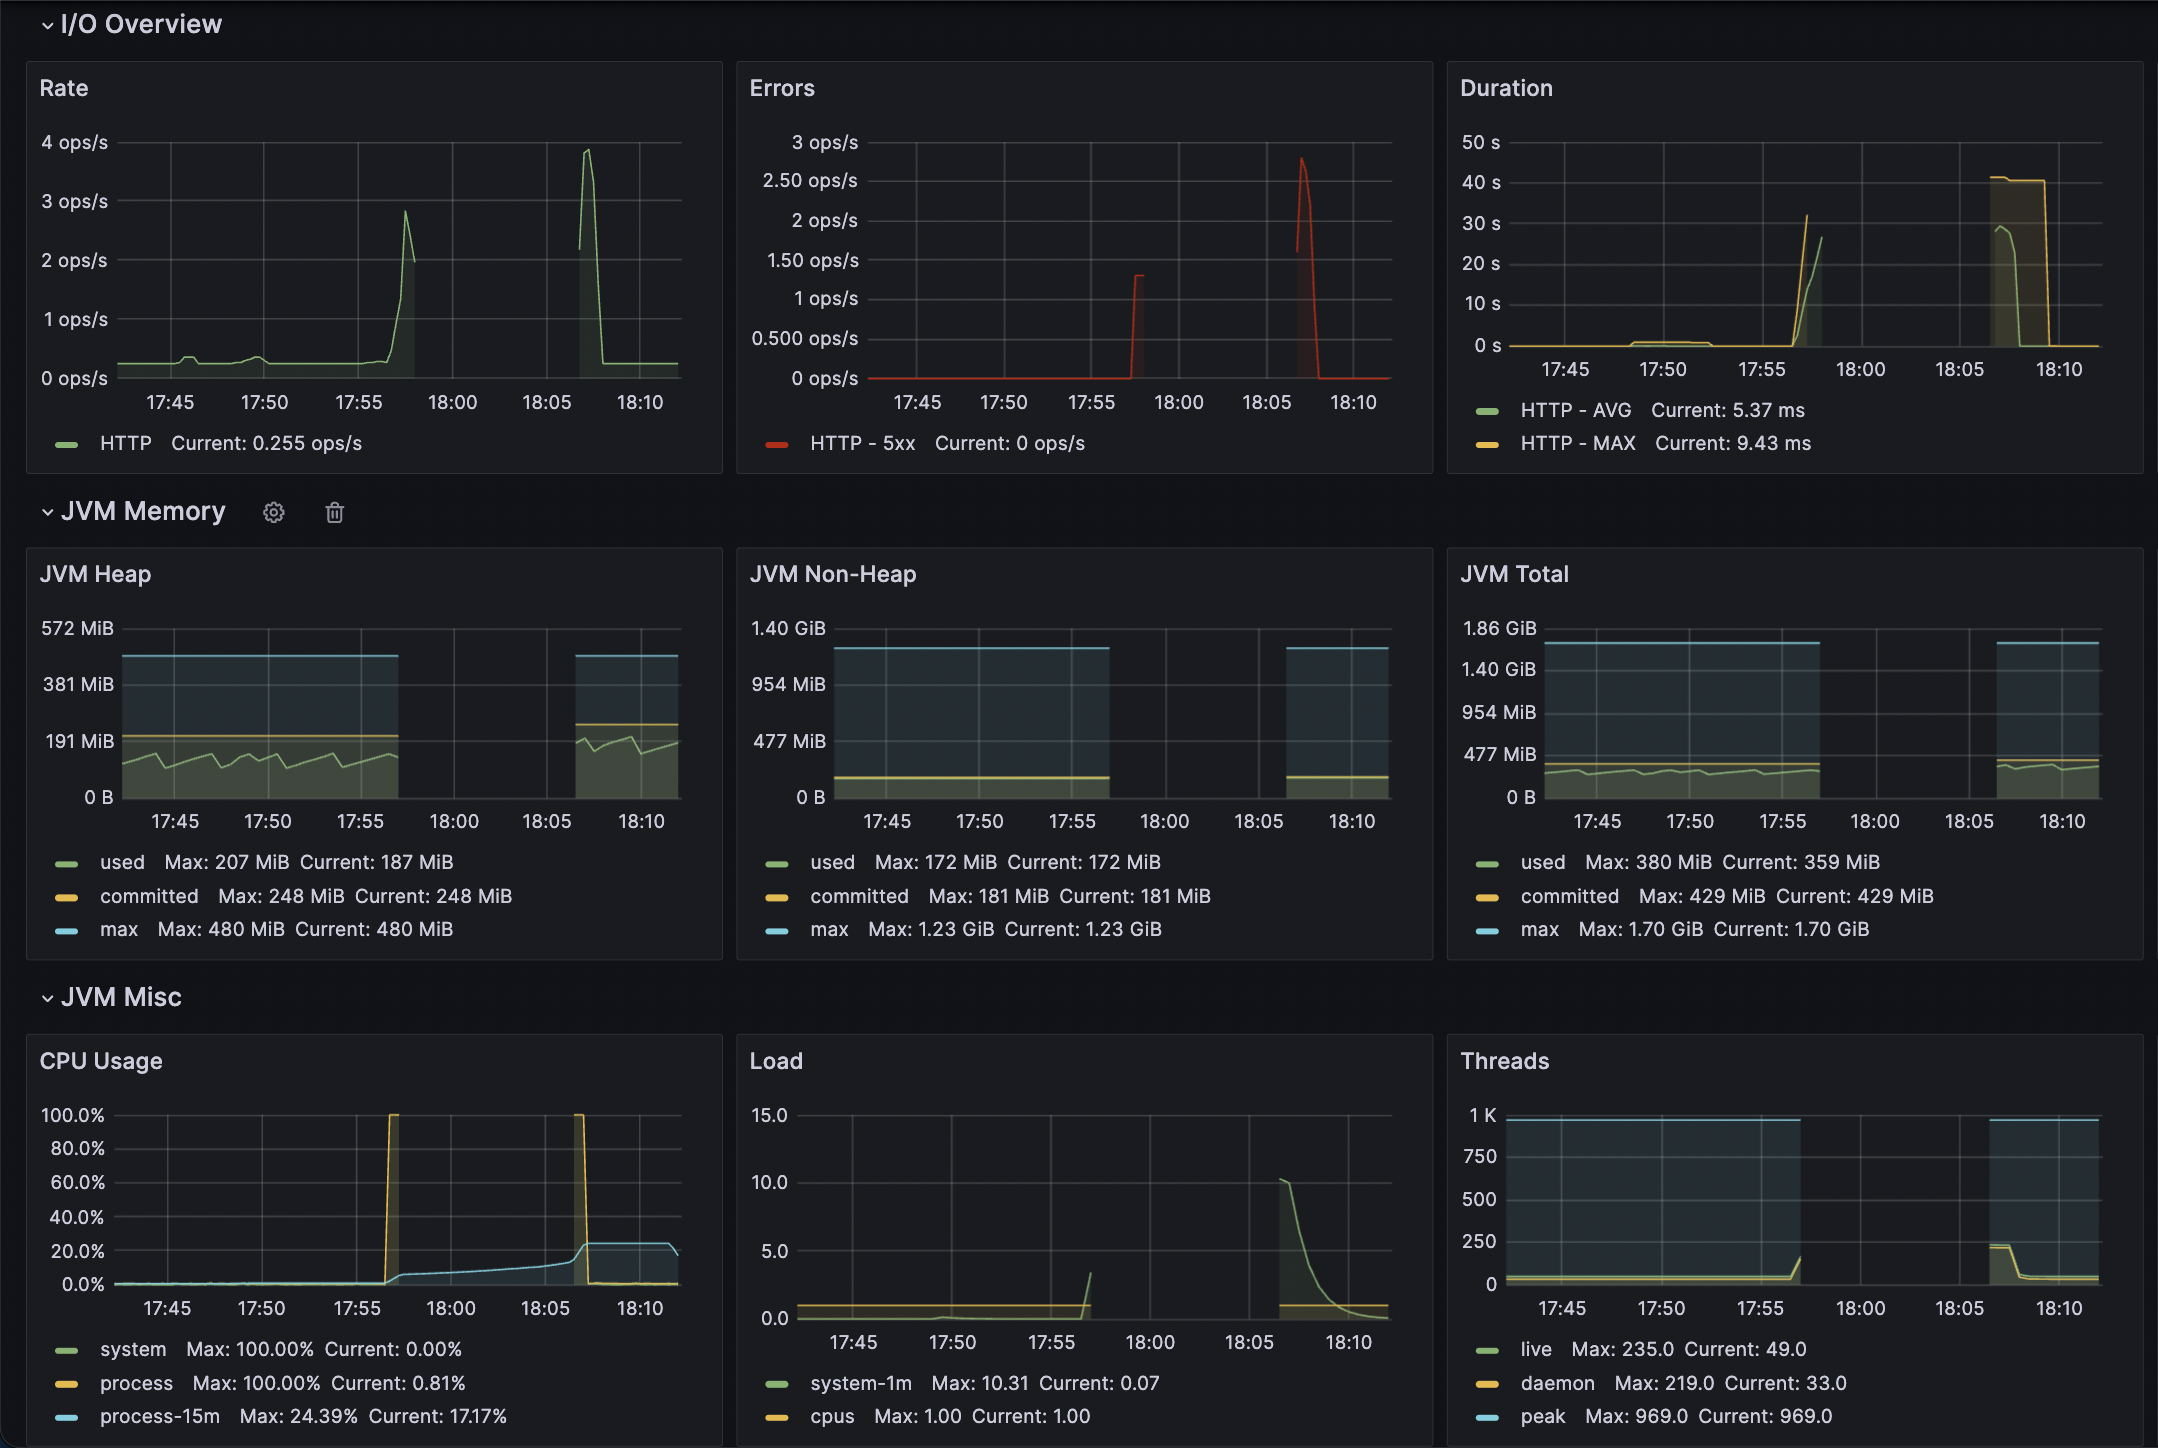 I/O Overview
Rate
4 ops/s
3 ops/s
2 ops/s
1 ops/s
0 ops/s
17:45 17:50 17:55 18:00 18:05 18:10
HTTP Current: 0.255 ops/s
Errors
3 ops/s
2.50 ops/s
2 ops/s
1.50 ops/s
1 ops/s
0.500 ops/s
0 ops/s
17:45 17:50 17:55 18:00 18:05 18:10
HTTP - 5xx Current: 0 ops/s
Duration
50 s
40 s
30 s
20 s
10 s
0 s
17:45 17:50 17:55 18:00 18:05 18:10
HTTP - AVG Current: 5.37 ms
HTTP - MAX Current: 9.43 ms
JVM Memory
JVM Heap
572 MiB
381 MiB
191 MiB
0 B
17:45 17:50 17:55 18:00 18:05 18:10
used Max: 207 MiB Current: 187 MiB
committed Max: 248 MiB Current: 248 MiB
max Max: 480 MiB Current: 480 MiB
JVM Non-Heap
1.40 GiB
954 MiB
477 MiB
0 B
17:45 17:50 17:55 18:00 18:05 18:10
used Max: 172 MiB Current: 172 MiB
committed Max: 181 MiB Current: 181 MiB
max Max: 1.23 GiB Current: 1.23 GiB
JVM Total
1.86 GiB
1.40 GiB
954 MiB
477 MiB
0 B
17:45 17:50 17:55 18:00 18:05 18:10
used Max: 380 MiB Current: 359 MiB
committed Max: 429 MiB Current: 429 MiB
max Max: 1.70 GiB Current: 1.70 GiB
JVM Misc
CPU Usage
100.0%
80.0%
60.0%
40.0%
20.0%
0.0%
17:45 17:50 17:55 18:00 18:05 18:10
system Max: 100.00% Current: 0.00%
process Max: 100.00% Current: 0.81%
process-15m Max: 24.39% Current: 17.17%
Load
15.0
10.0
5.0
0.0
17:45 17:50 17:55 18:00 18:05 18:10
system-1m Max: 10.31 Current: 0.07
cpus Max: 1.00 Current: 1.00
Threads
1 K
750
500
250
0
17:45 17:50 17:55 18:00 18:05 18:10
live Max: 235.0 Current: 49.0
daemon Max: 219.0 Current: 33.0
peak Max: 969.0 Current: 969.0